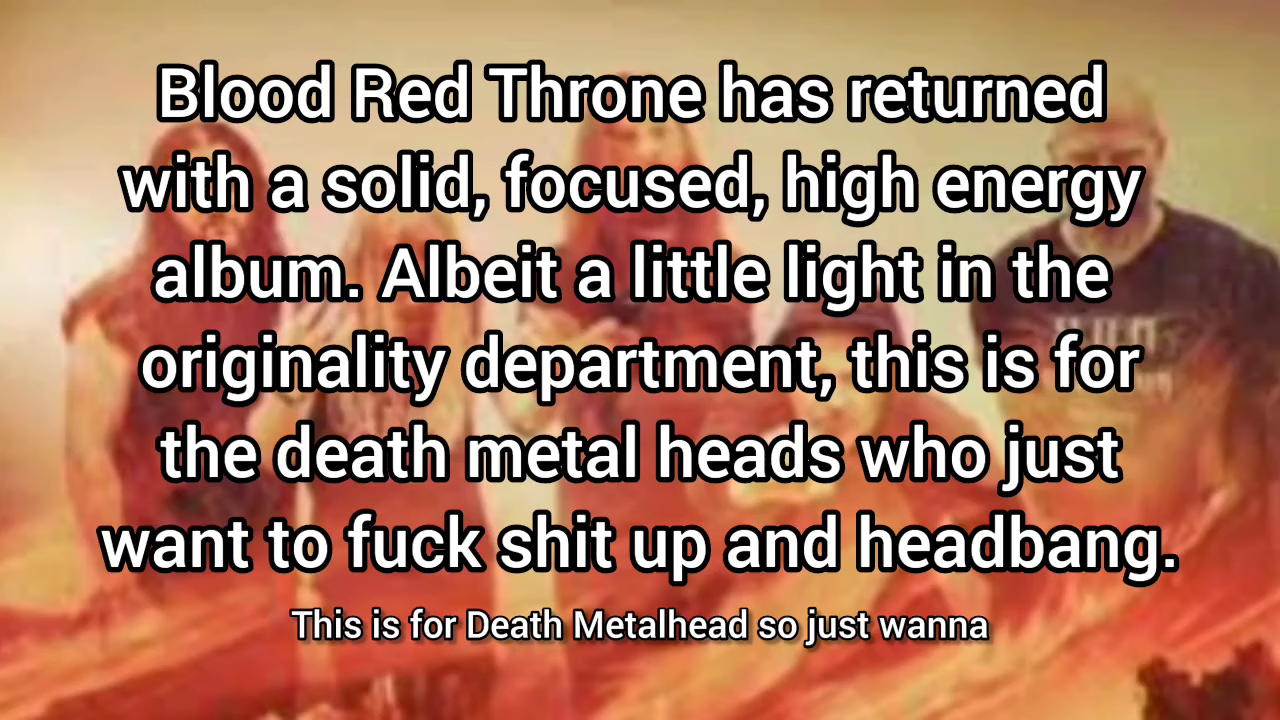 Blood Red Throne has returned
with a solid, focused, high energy
album. Albeit a little light in the
originality department, this is for
the death metal heads who just
want to fuck shit up and headbang.
This is for Death Metalhead so just wanna